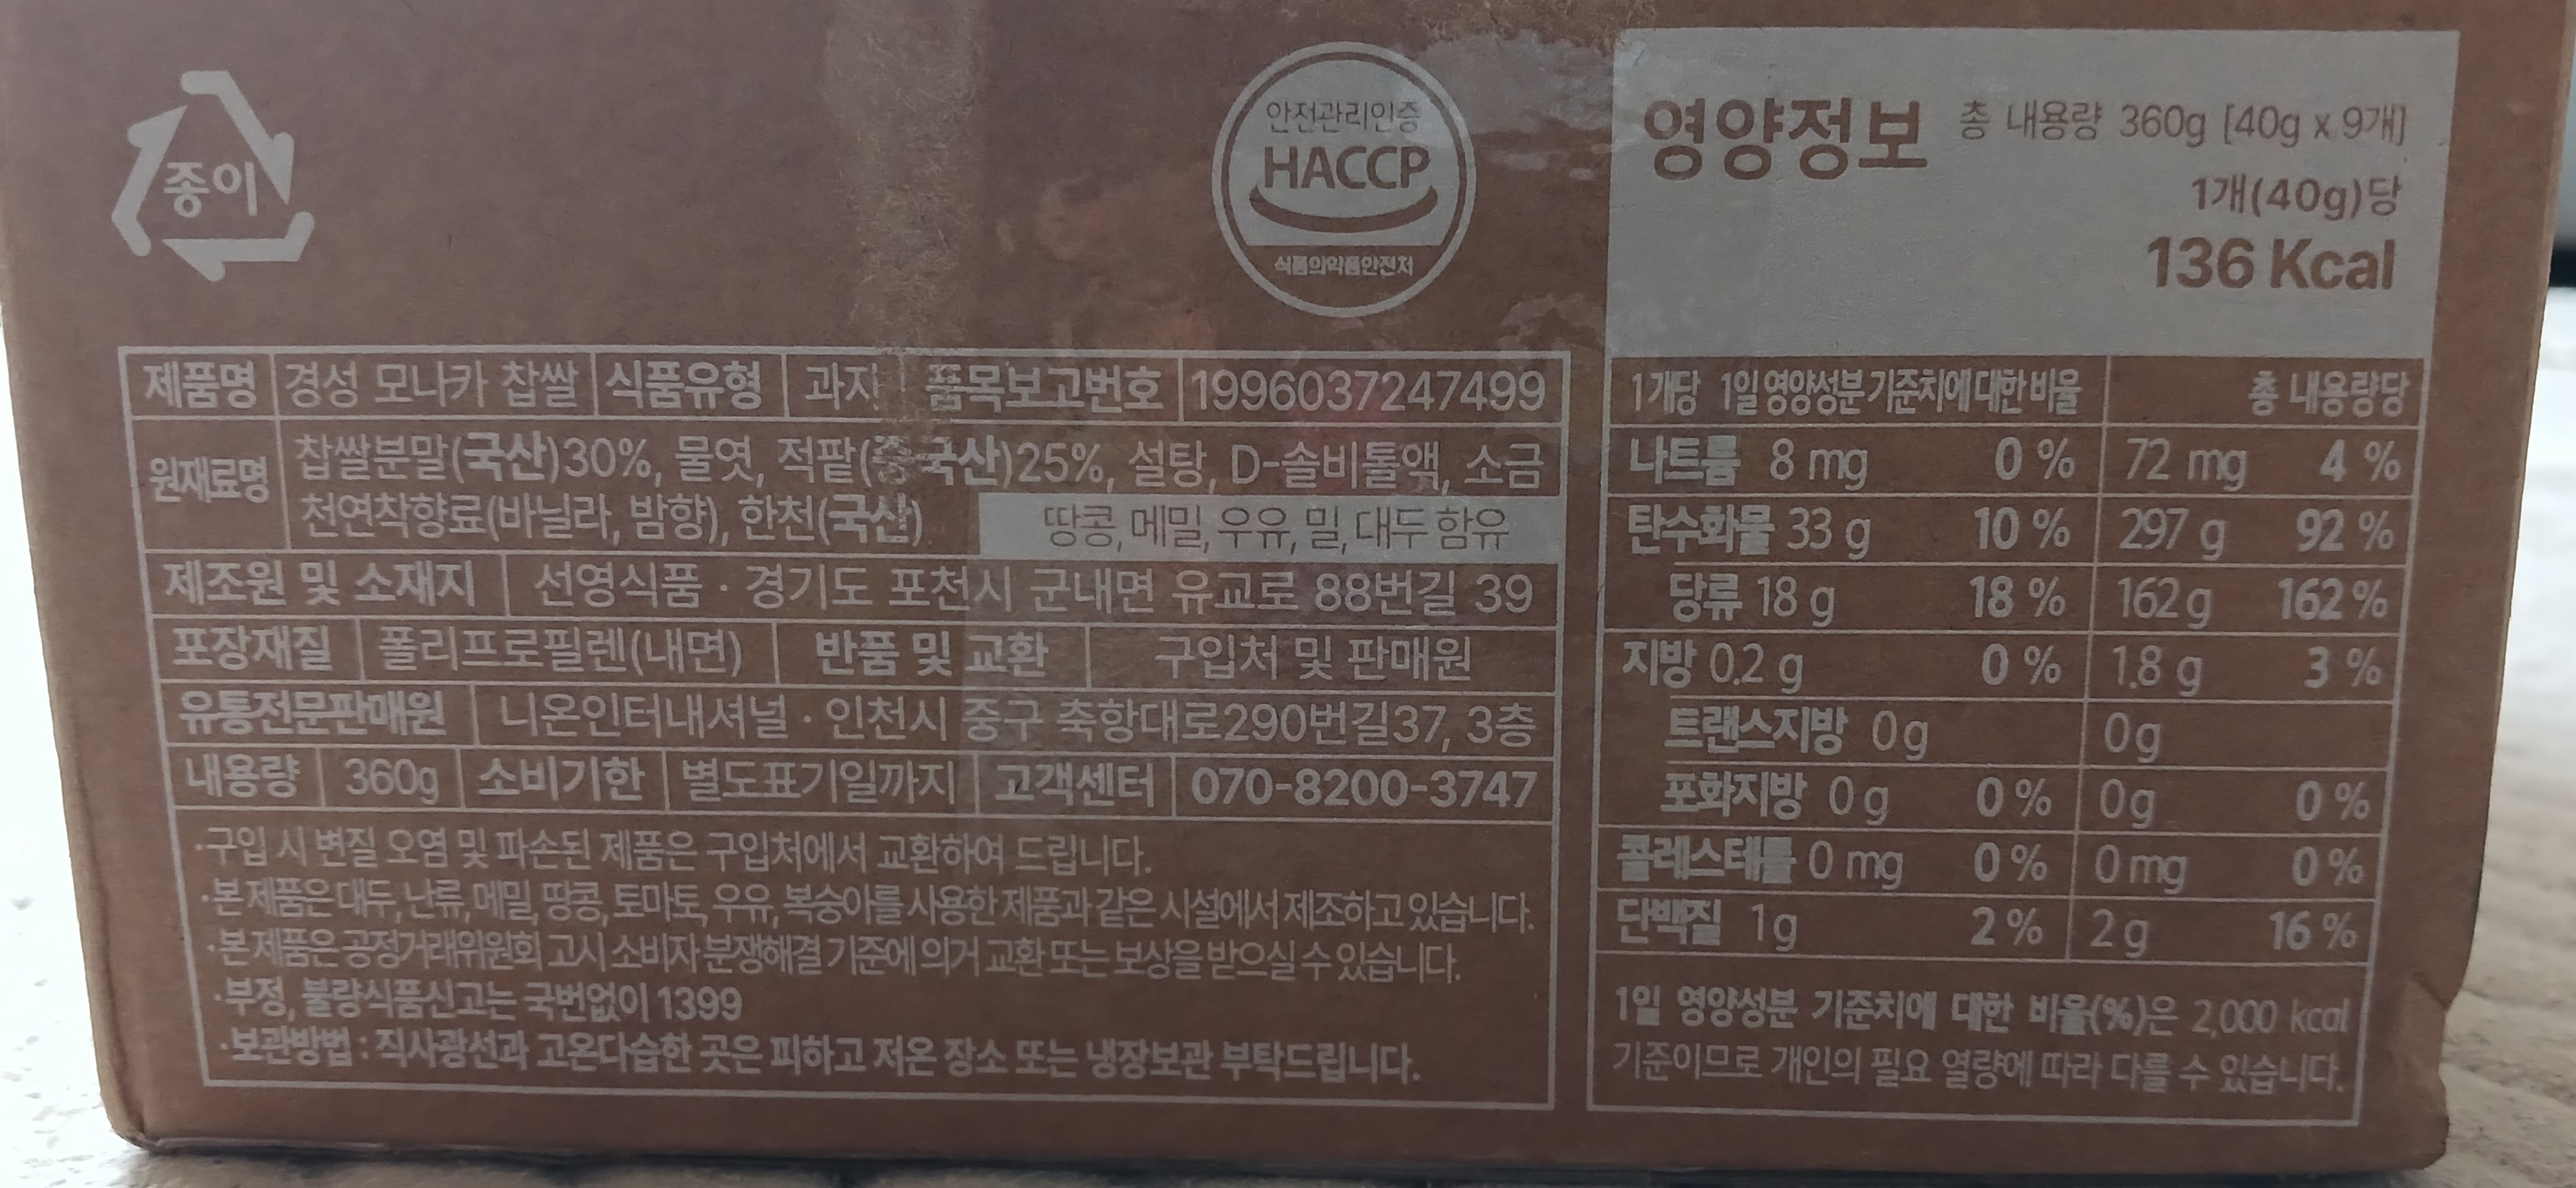 종이
안전관리인증
HACCP
식품의약품안전처
제품명 경성 모나카 찹쌀 식품유형 과자 품목보고번호 1996037247499
원재료명 찹쌀분말(국산)30%, 물엿, 적팥(중국산)25%, 설탕, D-솔비톨액, 소금
천연착향료(바닐라, 밤향), 한천(국산) 땅콩, 메밀, 우유, 밀, 대두 함유
제조원 및 소재지 선영식품 · 경기도 포천시 군내면 유교로 88번길 39
포장재질 폴리프로필렌(내면) 반품 및 교환 구입처 및 판매원
유통전문판매원 니온인터내셔널 · 인천시 중구 축항대로290번길37, 3층
내용량 360g 소비기한 별도표기일까지 고객센터 070-8200-3747
·구입 시 변질 오염 및 파손된 제품은 구입처에서 교환하여 드립니다.
·본 제품은 대두, 난류, 메밀, 땅콩, 토마토, 우유, 복숭아를 사용한 제품과 같은 시설에서 제조하고 있습니다.
·본 제품은 공정거래위원회 고시 소비자 분쟁해결 기준에 의거 교환 또는 보상을 받으실 수 있습니다.
·부정, 불량식품신고는 국번없이 1399
·보관방법 : 직사광선과 고온다습한 곳은 피하고 저온 장소 또는 냉장보관 부탁드립니다.
영양정보 총 내용량 360g [40g x 9개]
1개(40g)당
136 Kcal
1개당 1일 영양성분 기준치에 대한 비율 총 내용량당
나트륨 8 mg 0 % 72 mg 4 %
탄수화물 33 g 10 % 297 g 92 %
당류 18 g 18 % 162 g 162 %
지방 0.2 g 0 % 1.8 g 3 %
트랜스지방 0g 0g
포화지방 0 g 0 % 0g 0 %
콜레스테롤 0 mg 0 % 0 mg 0 %
단백질 1g 2 % 2 g 16 %
1일 영양성분 기준치에 대한 비율(%)은 2,000 kcal
기준이므로 개인의 필요 열량에 따라 다를 수 있습니다.